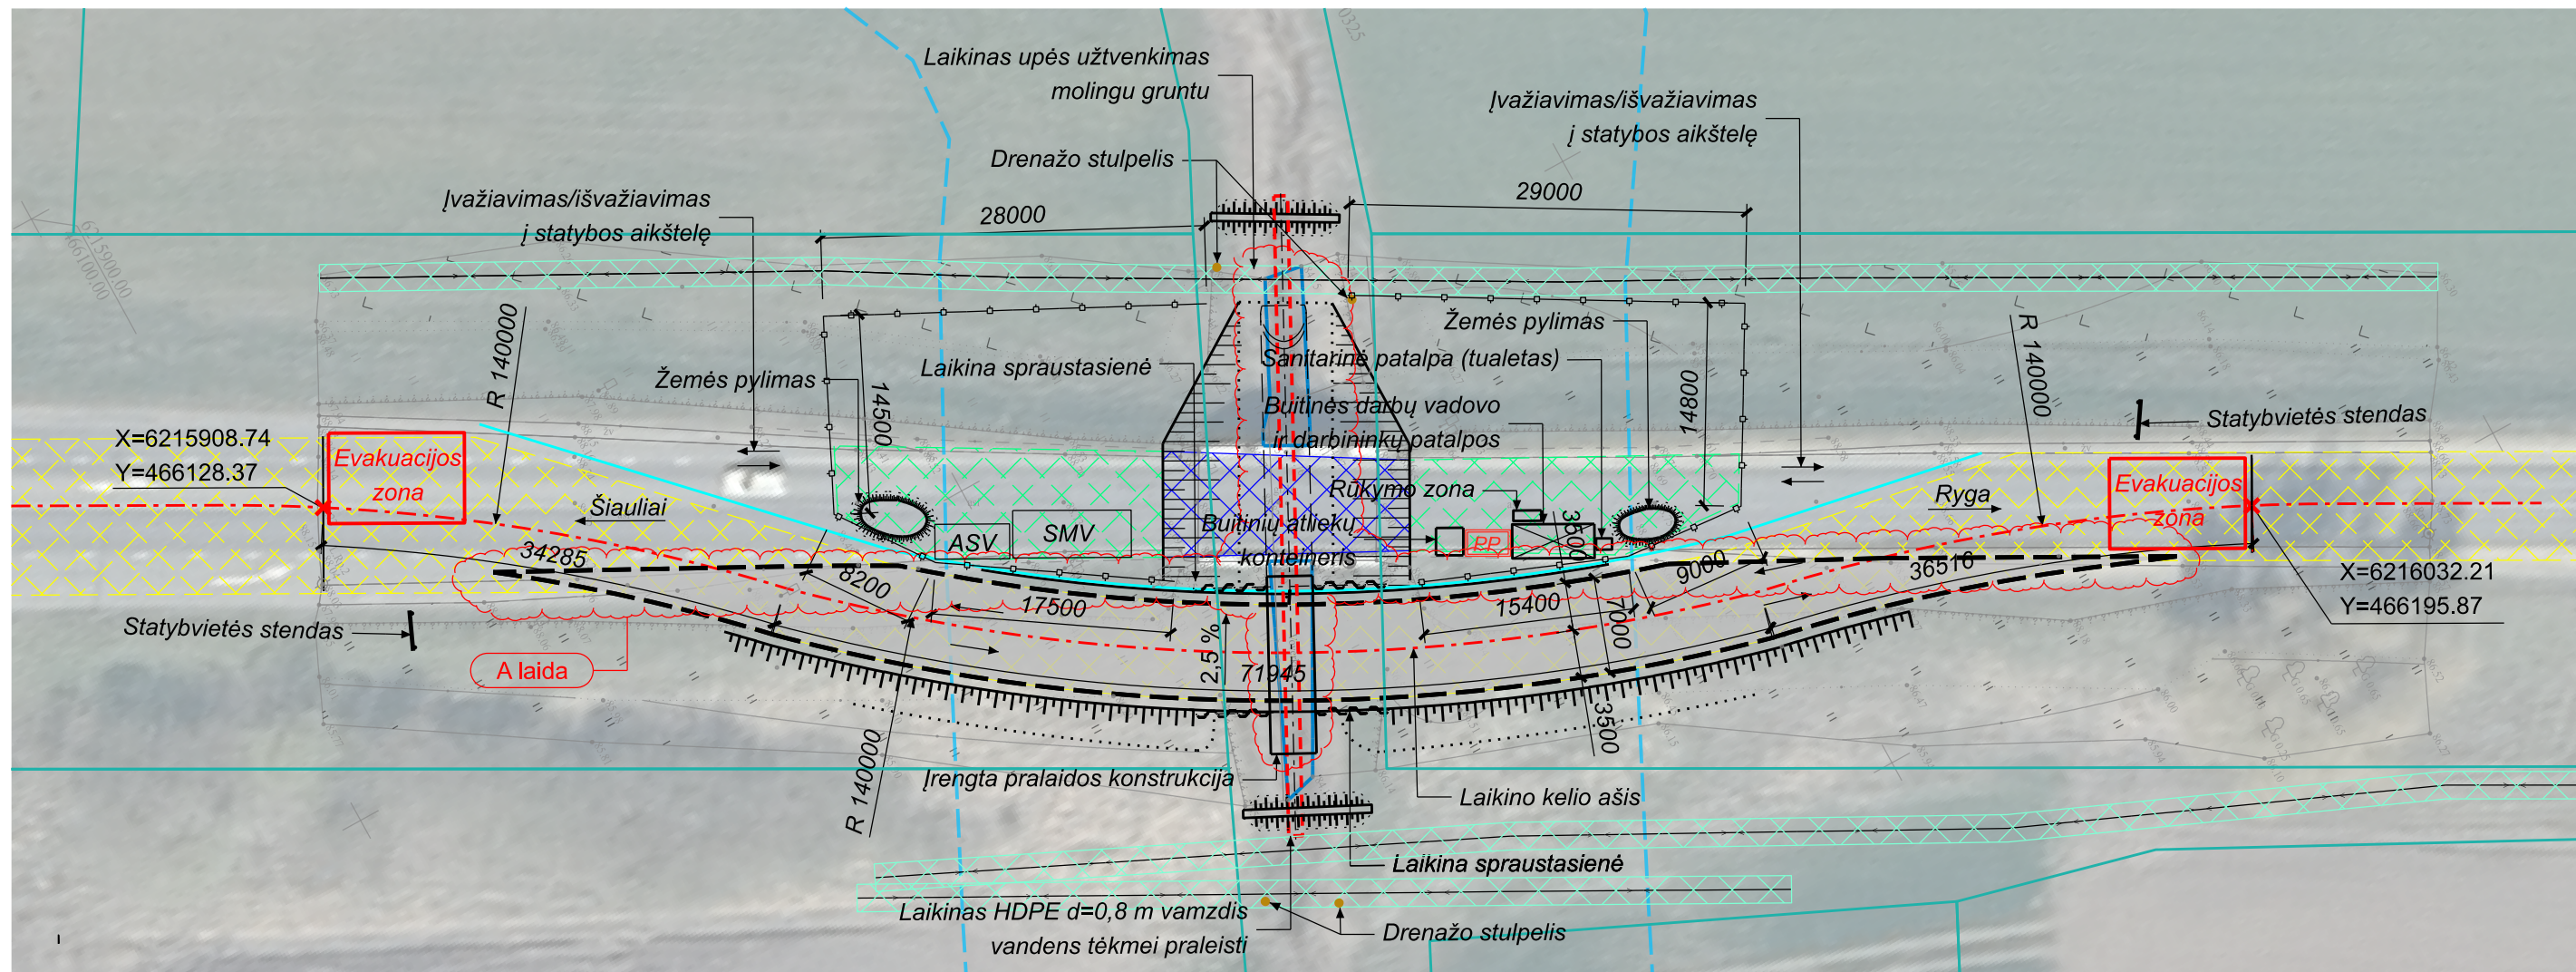 Laikinas upės užtvenkimas
molingu gruntu
Įvažiavimas/išvažiavimas
į statybos aikštelę
Drenažo stulpelis
Įvažiavimas/išvažiavimas
į statybos aikštelę
28000
29000
6215900.00
466100.00
R 140000
Žemės pylimas
14500
Laikina spraustasienė
Žemės pylimas
Sanitarinė patalpa (tualetas)
Buitinės darbų vadovo
ir darbininkų patalpos
14800
R 140000
Statybvietės stendas
X=6215908.74
Y=466128.37
Evakuacijos
zona
Šiauliai
Rūkymo zona
Ryga
Evakuacijos
zona
ASV
SMV
Buitinių atliekų
konteineris
PP
3500
34285
8200
17500
15400
7000
9000
36516
X=6216032.21
Y=466195.87
Statybvietės stendas
A laida
2.5 %
71945
3500
R 140000
Įrengta pralaidos konstrukcija
Laikino kelio ašis
Laikina spraustasienė
Laikinas HDPE d=0,8 m vamzdis
vandens tėkmei praleisti
Drenažo stulpelis